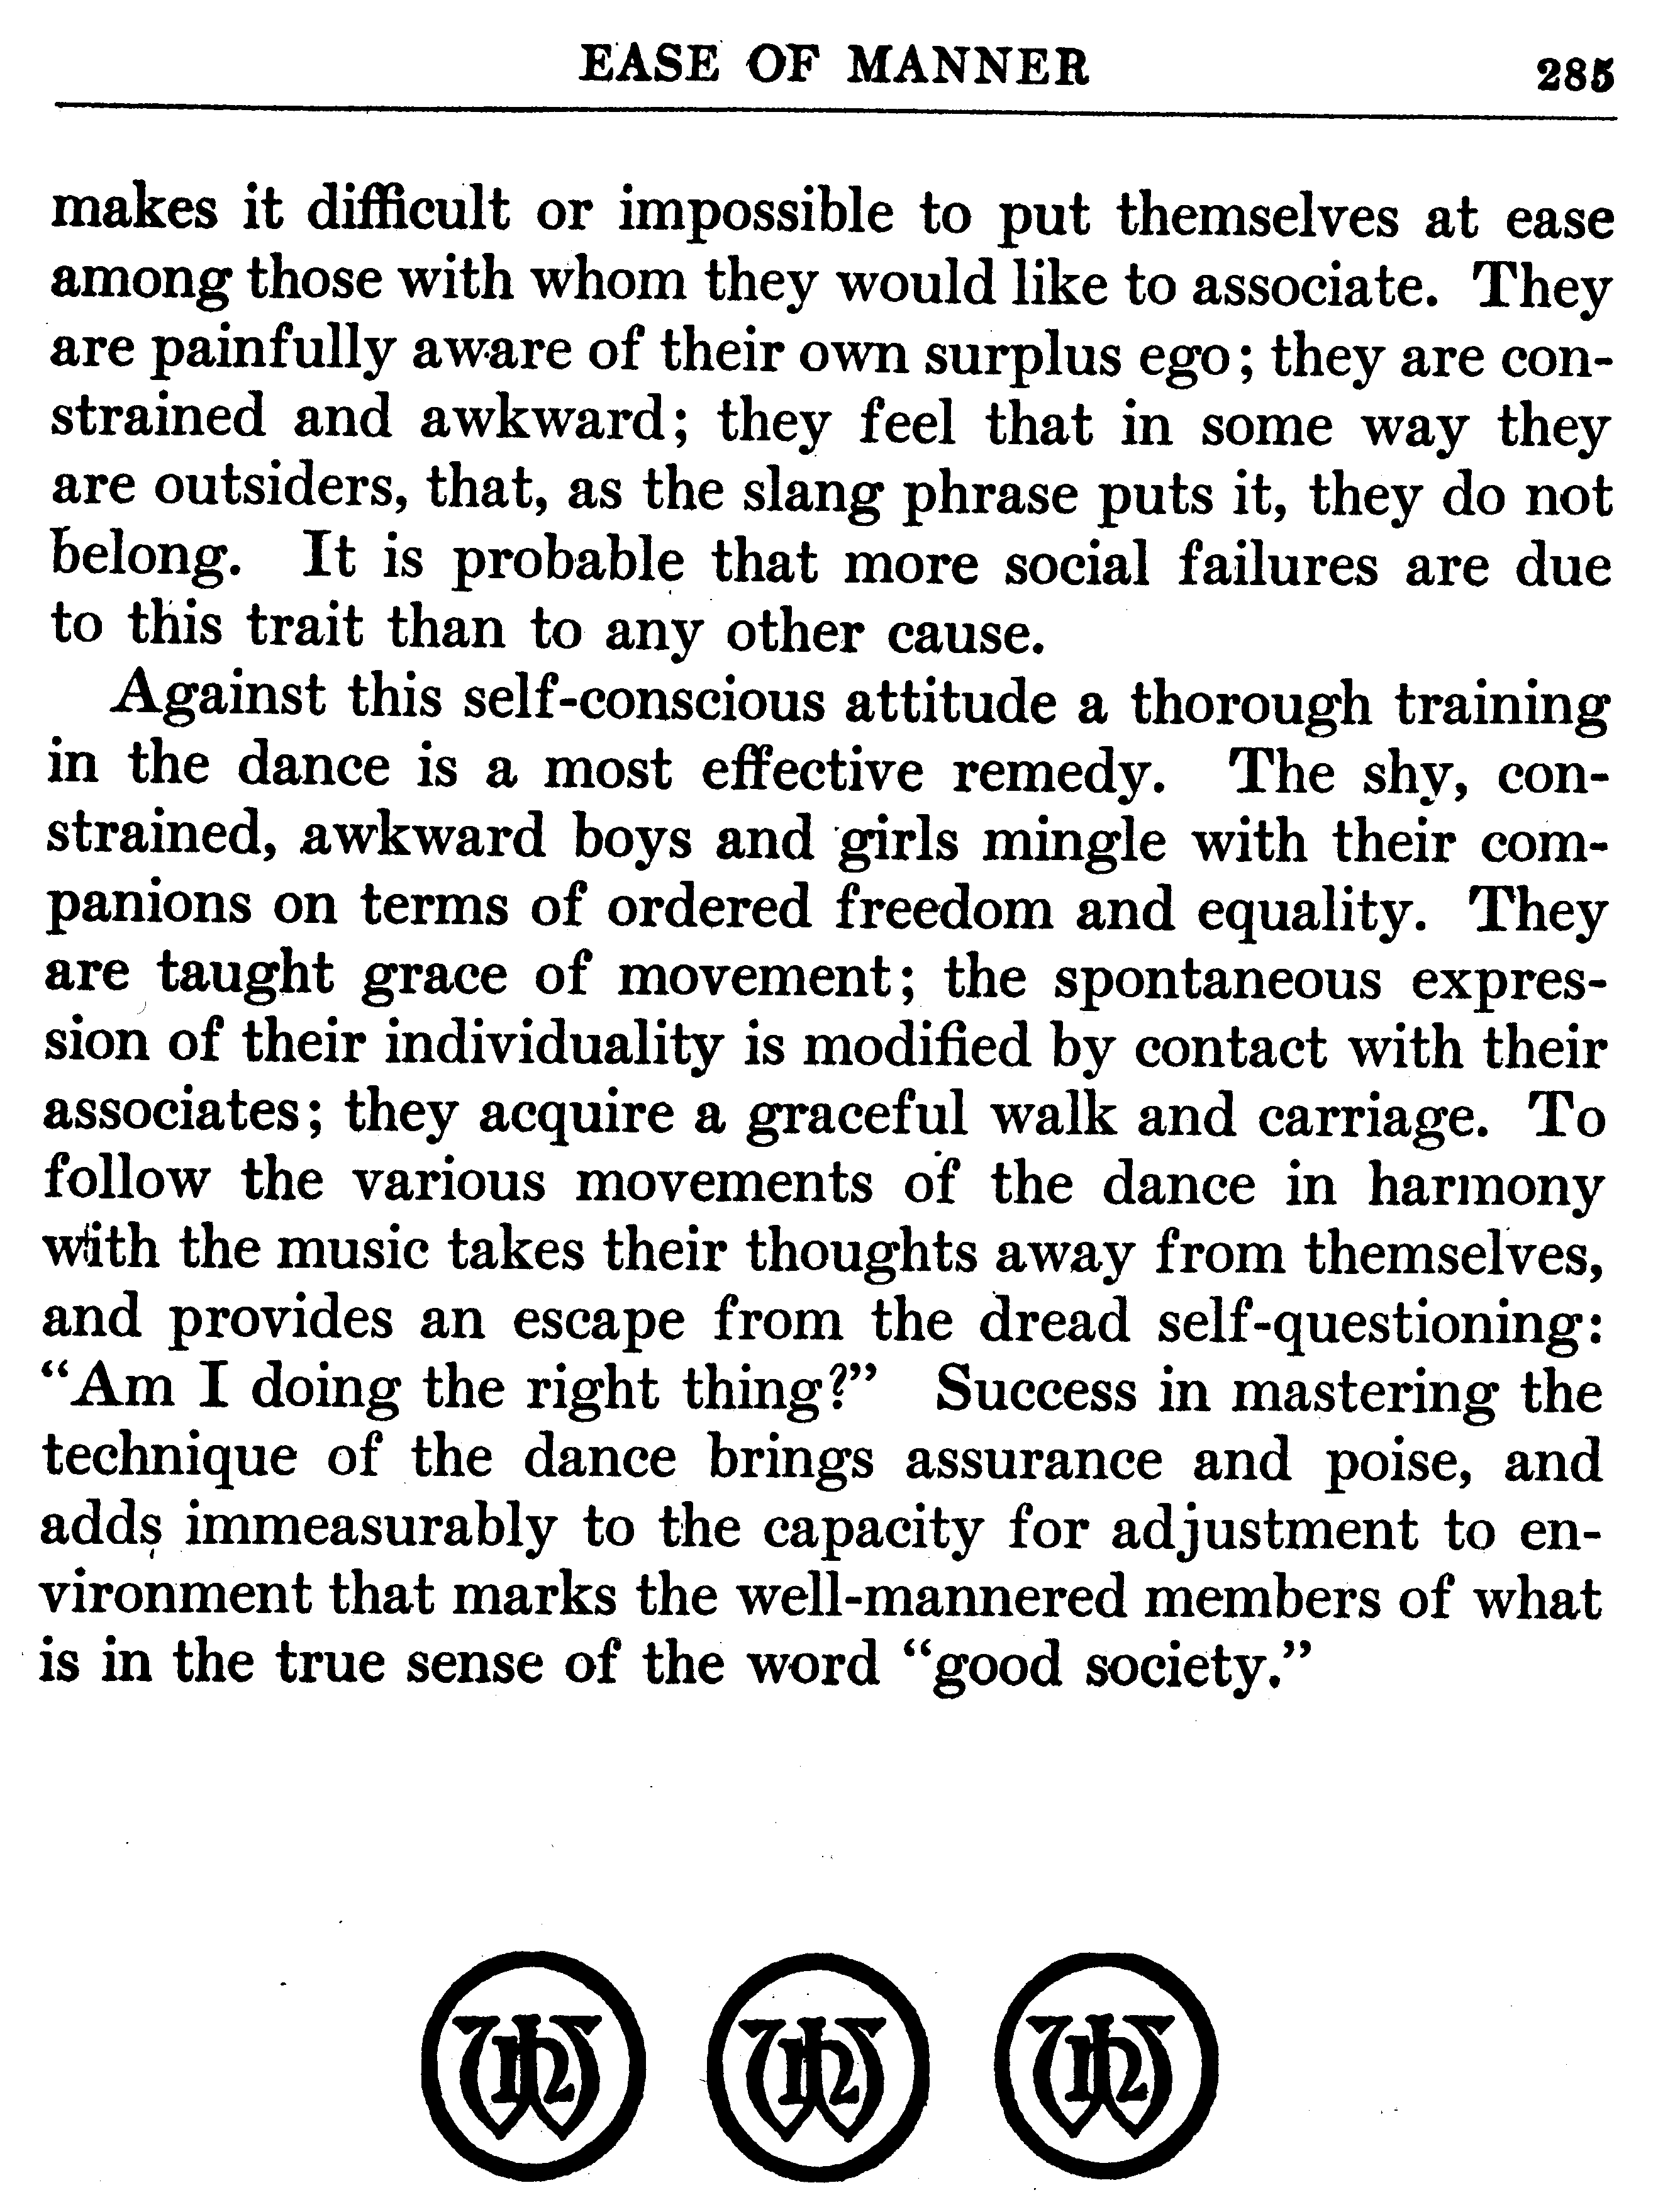 EASE OF MANNER 285
makes it difficult or impossible to put themselves at ease
among those with whom they would like to associate. They
are painfully aware of their own surplus ego; they are con-
strained and awkward; they feel that in some way they
are outsiders, that, as the slang phrase puts it, they do not
belong. It is probable that more social failures are due
to this trait than to any other cause.
Against this self-conscious attitude a thorough training
in the dance is a most effective remedy. The shy, con-
strained, awkward boys and girls mingle with their com-
panions on terms of ordered freedom and equality. They
are taught grace of movement; the spontaneous expres-
sion of their individuality is modified by contact with their
associates; they acquire a graceful walk and carriage. To
follow the various movements of the dance in harmony
with the music takes their thoughts away from themselves,
and provides an escape from the dread self-questioning:
“Am I doing the right thing?” Success in mastering the
technique of the dance brings assurance and poise, and
adds immeasurably to the capacity for adjustment to en-
vironment that marks the well-mannered members of what
is in the true sense of the word “good society.”